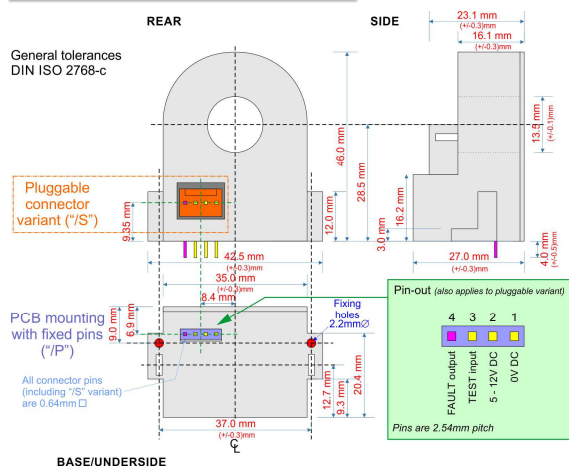 REAR
SIDE
General tolerances
DIN ISO 2768-c
23.1 mm
(+/-0.3)mm
16.1 mm
(+/-0.3)mm
46.0 mm
28.5 mm
13.5 mm
(+/-0.1)mm
Pluggable
connector
variant ("/S")
9.35 mm
12.0 mm
16.2 mm
3.0 mm
42.5 mm
(+/-0.3)mm
27.0 mm
(+/-0.3)mm
4.0 mm
(+/-0.5)mm
35.0 mm
(+/-0.3)mm
8.4 mm
PCB mounting
with fixed pins
("/P")
9.0 mm
6.9 mm
Fixing
holes
2.2mmØ
All connector pins
(including "/S" variant)
are 0.64mm □
12.7 mm
9.3 mm
20.4 mm
37.0 mm
(+/-0.3)mm
℄
BASE/UNDERSIDE
Pin-out (also applies to pluggable variant)
4 3 2 1
FAULT output
TEST input
5 - 12V DC
0V DC
Pins are 2.54mm pitch